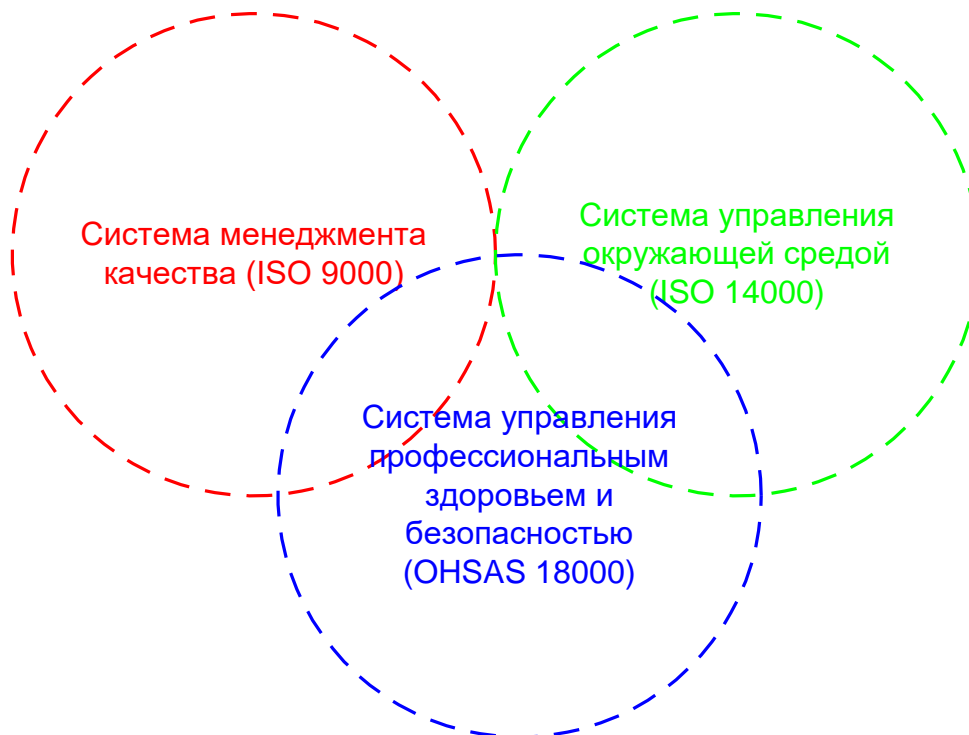 Система менеджмента
качества (ISO 9000)
Система управления
окружающей средой
(ISO 14000)
Система управления
профессиональным
здоровьем и
безопасностью
(OHSAS 18000)